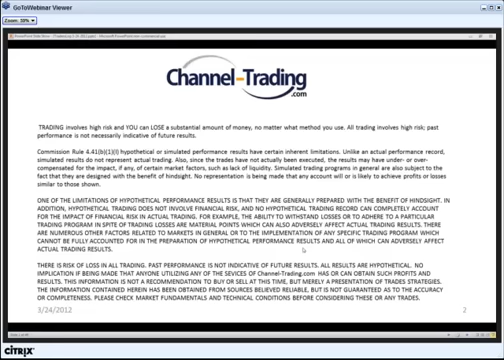 GoToWebinar Viewer
Zoom: 38%
Channel-Trading
.com
TRADING involves high risk and YOU can LOSE a substantial amount of money, no matter what method you use. All trading involves high risk; past
performance is not necessarily indicative of future results.
Commission Rule 4.41(b)(1)(I) hypothetical or simulated performance results have certain inherent limitations. Unlike an actual performance record,
simulated results do not represent actual trading. Also, since the trades have not actually been executed, the results may have under- or over-
compensated for the impact, if any, of certain market factors, such as lack of liquidity. Simulated trading programs in general are also subject to the
fact that they are designed with the benefit of hindsight. No representation is being made that any account will or is likely to achieve profits or losses
similar to those shown.
ONE OF THE LIMITATIONS OF HYPOTHETICAL PERFORMANCE RESULTS IS THAT THEY ARE GENERALLY PREPARED WITH THE BENEFIT OF HINDSIGHT. IN
ADDITION, HYPOTHETICAL TRADING DOES NOT INVOLVE FINANCIAL RISK, AND NO HYPOTHETICAL TRADING RECORD CAN COMPLETELY ACCOUNT
FOR THE IMPACT OF FINANCIAL RISK IN ACTUAL TRADING. FOR EXAMPLE, THE ABILITY TO WITHSTAND LOSSES OR TO ADHERE TO A PARTICULAR
TRADING PROGRAM IN SPITE OF TRADING LOSSES ARE MATERIAL POINTS WHICH CAN ALSO ADVERSELY AFFECT ACTUAL TRADING RESULTS. THERE
ARE NUMEROUS OTHER FACTORS RELATED TO MARKETS IN GENERAL OR TO THE IMPLEMENTATION OF ANY SPECIFIC TRADING PROGRAM WHICH
CANNOT BE FULLY ACCOUNTED FOR IN THE PREPARATION OF HYPOTHETICAL PERFORMANCE RESULTS AND ALL OF WHICH CAN ADVERSELY AFFECT
ACTUAL TRADING RESULTS.
THERE IS RISK OF LOSS IN ALL TRADING. PAST PERFORMANCE IS NOT INDICATIVE OF FUTURE RESULTS. ALL RESULTS ARE HYPOTHETICAL. NO
IMPLICATION IF BEING MADE THAT ANYONE UTILIZING ANY OF THE SEVICES OF Channel-Trading.com HAS OR CAN OBTAIN SUCH PROFITS AND
RESULTS. THIS INFORMATION IS NOT A RECOMMENDATION TO BUY OR SELL AT THIS TIME, BUT MERELY A PRESENTATION OF TRADES STRATEGIES.
THE INFORMATION CONTAINED HEREIN HAS BEEN OBTAINED FROM SOURCES BELIEVED RELIABLE, BUT IS NOT GUARANTEED AS TO THE ACCURACY
OR COMPLETENESS. PLEASE CHECK MARKET FUNDAMENTALS AND TECHNICAL CONDITIONS BEFORE CONSIDERING THESE OR ANY TRADES.
3/24/2012 2
CITRIX